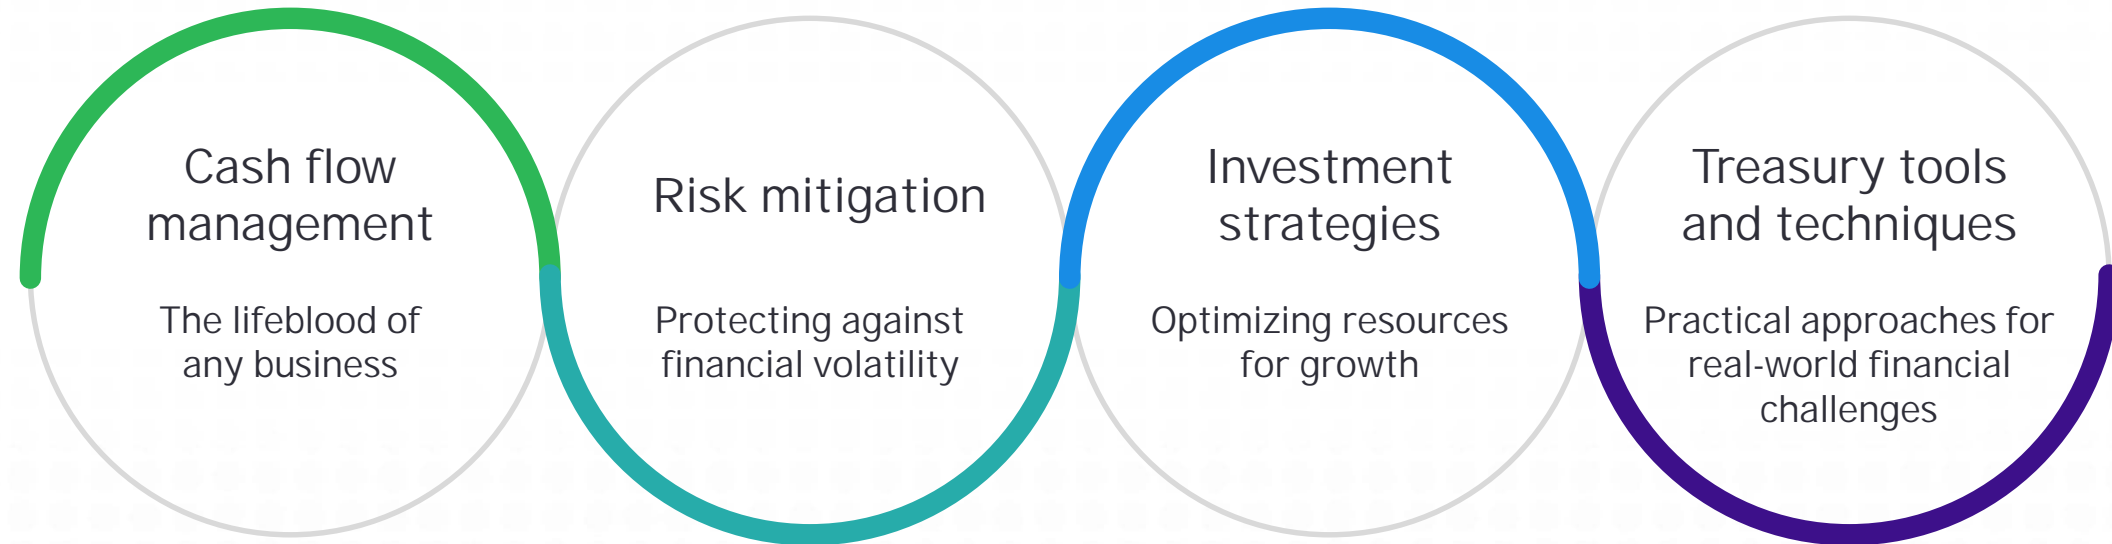 Cash flow
management
The lifeblood of
any business
Risk mitigation
Protecting against
financial volatility
Investment
strategies
Optimizing resources
for growth
Treasury tools
and techniques
Practical approaches for
real-world financial
challenges